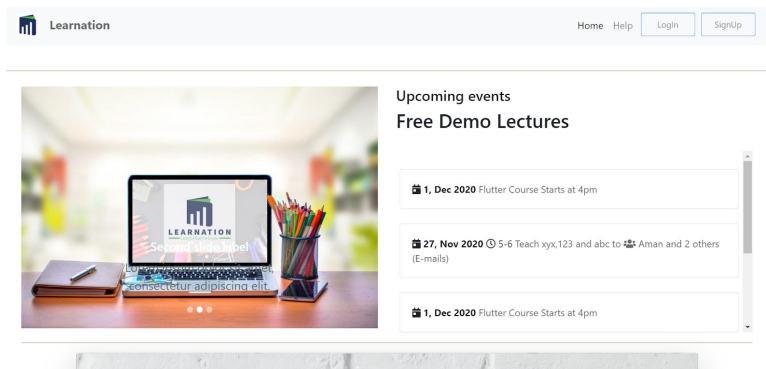 Learnation
Home Help LogIn SignUp
Upcoming events
Free Demo Lectures
1, Dec 2020 Flutter Course Starts at 4pm
27, Nov 2020 5-6 Teach xyx,123 and abc to Aman and 2 others
(E-mails)
1, Dec 2020 Flutter Course Starts at 4pm
LEARNATION
Second slide label
consectetur adipiscing elit.